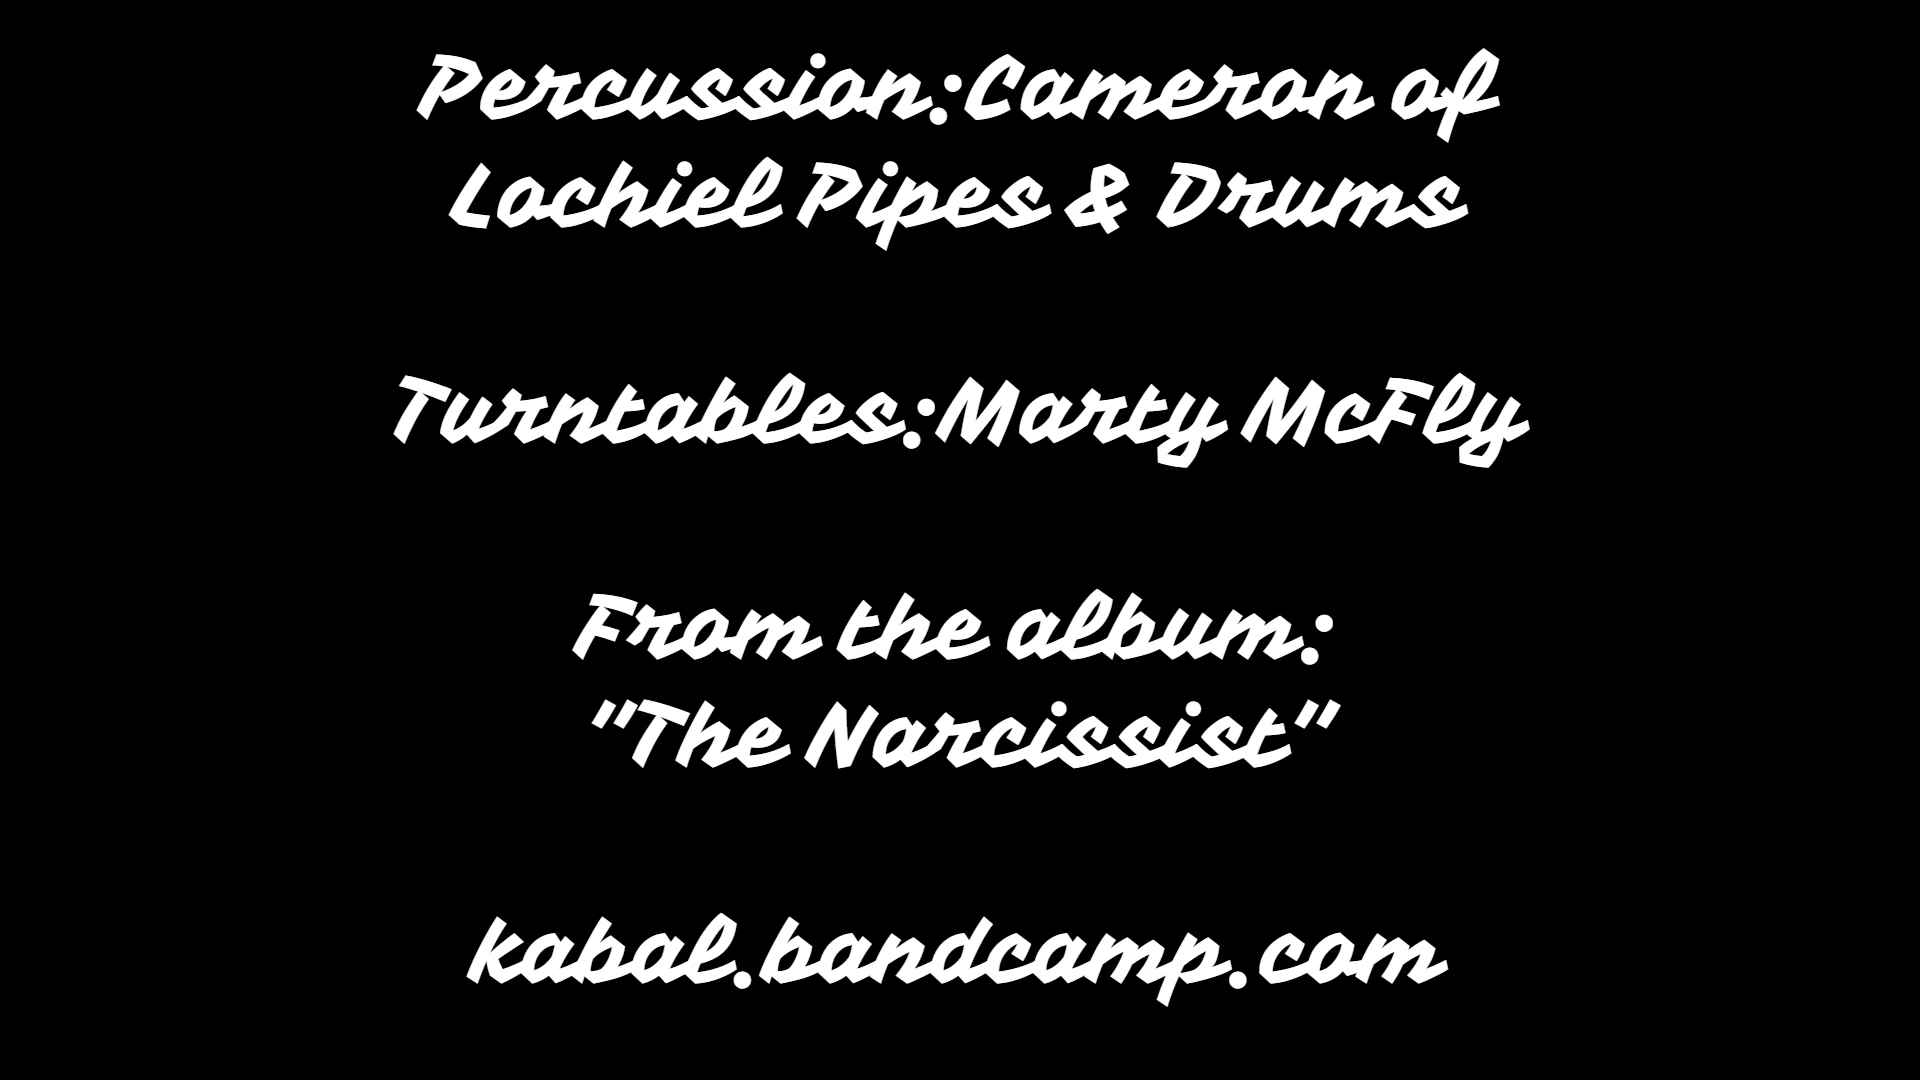 Percussion:Cameron of
Lochiel Pipes & Drums
Turntables:Marty McFly
From the album:
"The Narcissist"
kabal.bandcamp.com